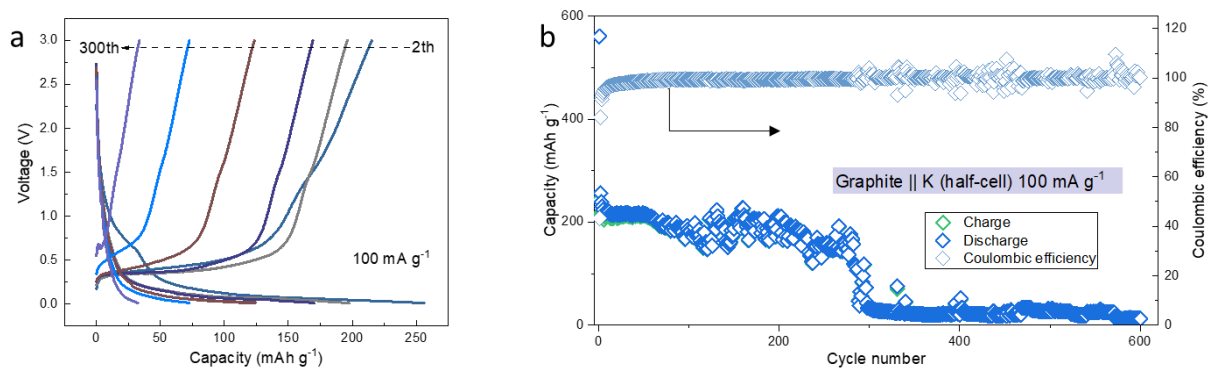 a
300th
2th
100 mA g⁻¹
3.0
2.5
2.0
1.5
1.0
0.5
0.0
Voltage (V)
0
50
100
150
200
250
Capacity (mAh g⁻¹)
b
600
400
200
0
Capacity (mAh g⁻¹)
120
100
80
60
40
20
0
Coulombic efficiency (%)
Graphite || K (half-cell) 100 mA g⁻¹
Charge
Discharge
Coulombic efficiency
0
200
400
600
Cycle number